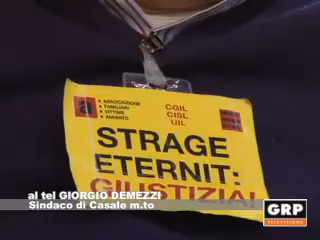 a
• ASSOCIAZIONE
• FAMILIARI
• VITTIME
• AMIANTO
CGIL
CISL
UIL
STRAGE
ETERNIT:
GIUSTIZIA!
al tel GIORGIO DEMEZZI
Sindaco di Casale m.to
GRP
TELEVISIONE